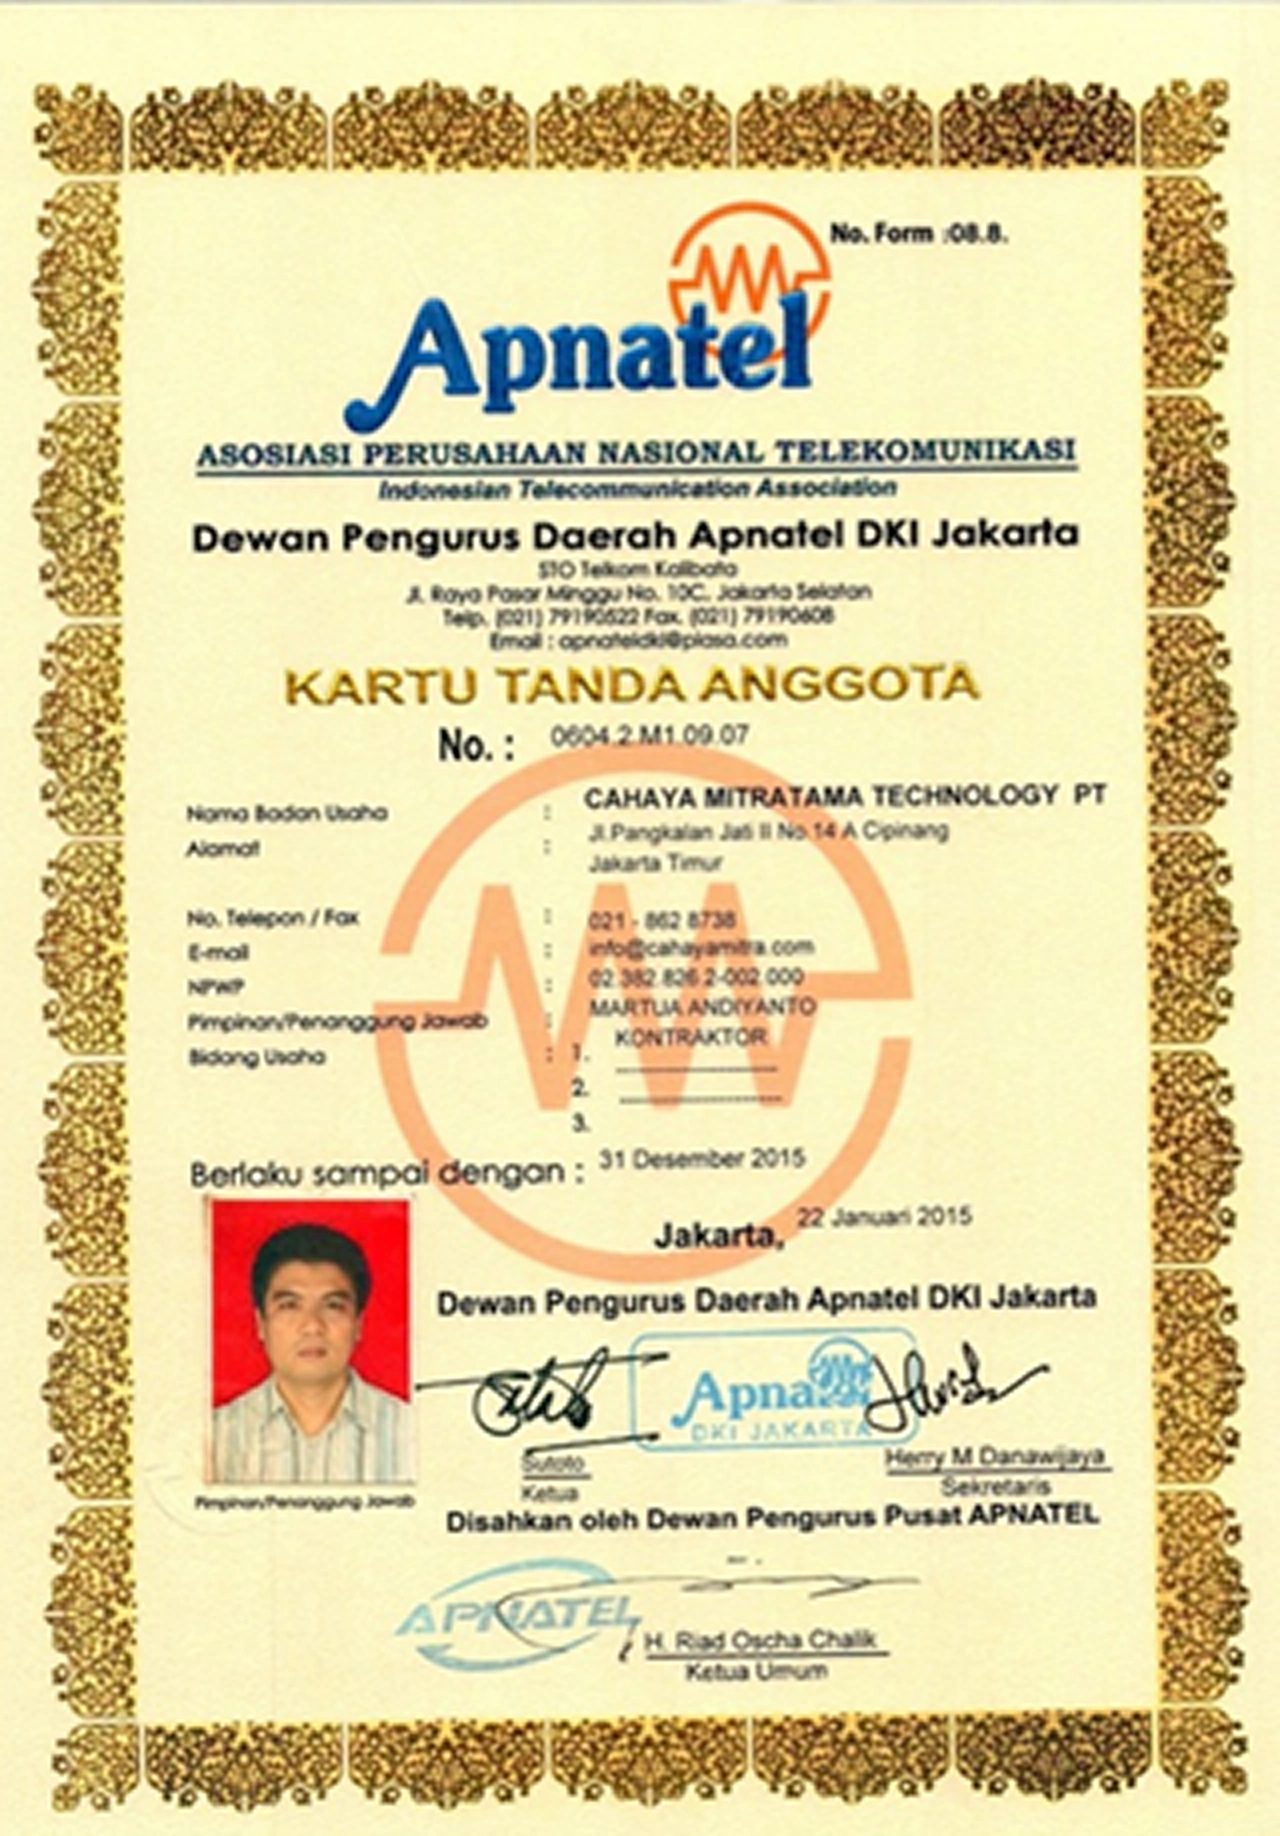 No. Form :08.8.
Apnatel
ASOSIASI PERUSAHAAN NASIONAL TELEKOMUNIKASI
Indonesian Telecommunication Association
Dewan Pengurus Daerah Apnatel DKI Jakarta
STO Telkom Kalibata
Jl. Raya Pasar Minggu No. 10C, Jakarta Selatan
Telp. (021) 79190522 Fax. (021) 79190608
Email : apnateldki@plasa.com
KARTU TANDA ANGGOTA
No. : 0604.2.M1.09.07
Nama Badan Usaha : CAHAYA MITRATAMA TECHNOLOGY PT
Alamat : Jl.Pangkalan Jati II No.14 A Cipinang
Jakarta Timur
No. Telepon / Fax : 021 - 862 8738
E-mail : info@cahayamitra.com
NPWP : 02.382.826.2-002.000
Pimpinan/Penanggung Jawab : MARTUA ANDIYANTO
Bidang Usaha : 1. KONTRAKTOR
2.
3.
Berlaku sampai dengan : 31 Desember 2015
Jakarta, 22 Januari 2015
Dewan Pengurus Daerah Apnatel DKI Jakarta
Apnatel
DKI JAKARTA
Sutoto
Ketua
Herry M Danawijaya
Sekretaris
Pimpinan/Penanggung Jawab
Disahkan oleh Dewan Pengurus Pusat APNATEL
APNATEL
H. Riad Oscha Chalik
Ketua Umum